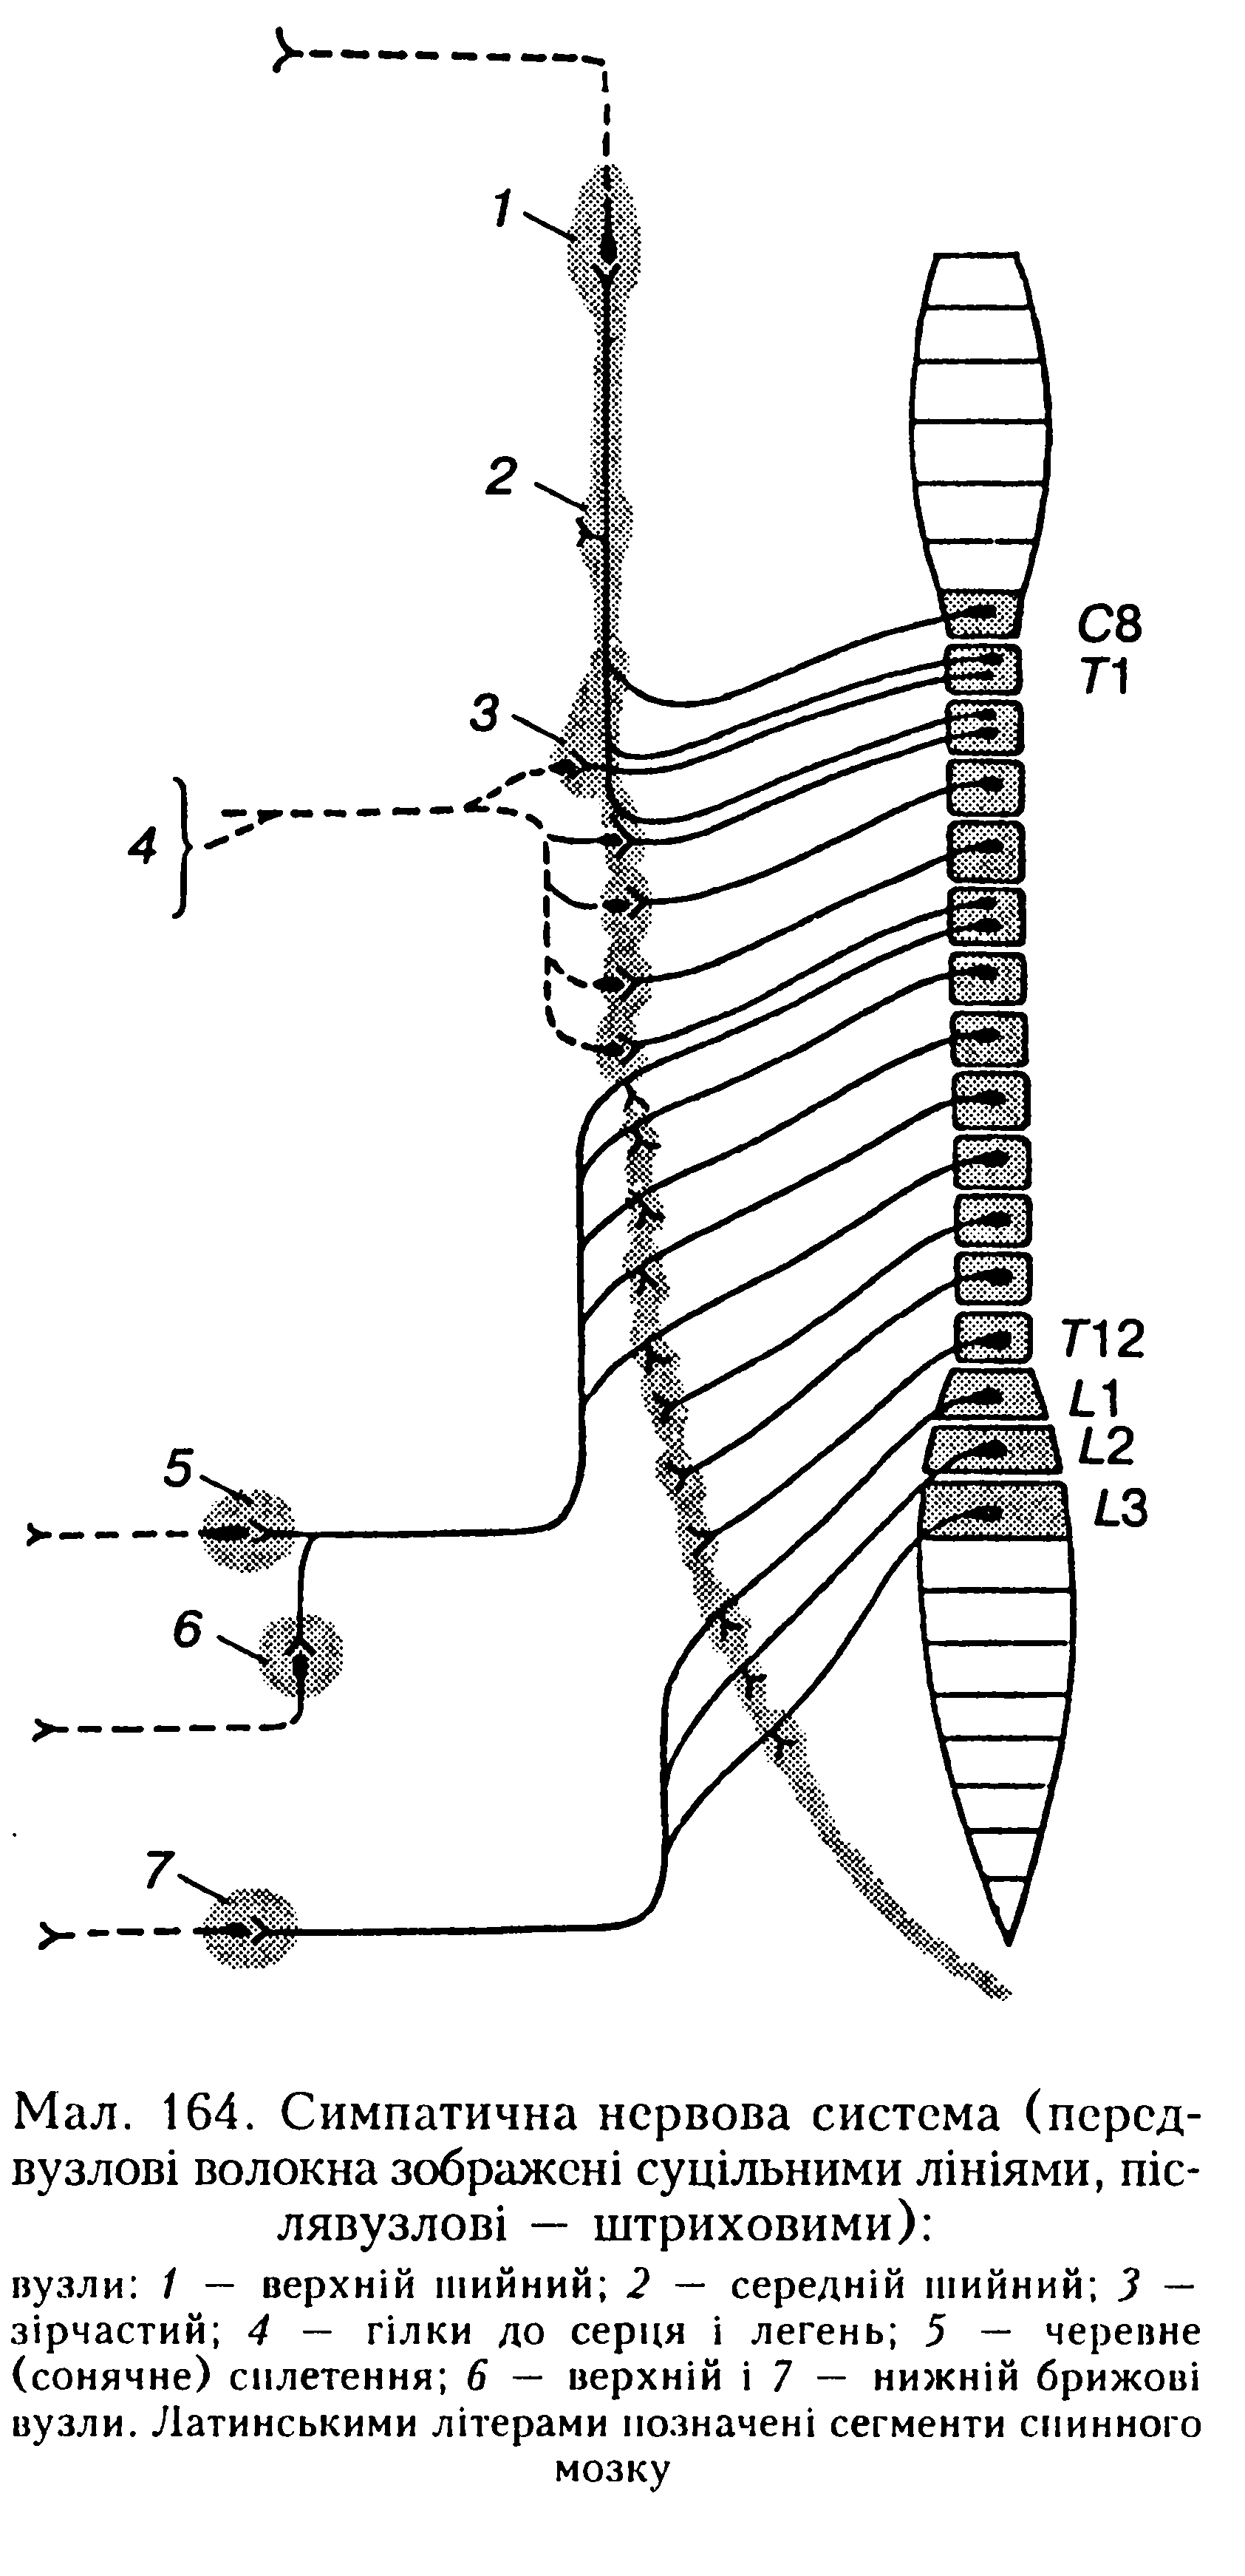 1
2
C8
T1
3
4
T12
L1
5
L2
L3
6
7
Мал. 164. Симпатична нервова система (перед-
вузлові волокна зображені суцільними лініями, піс-
лявузлові — штриховими):
вузли: 1 — верхній шийний; 2 — середній шийний; 3 —
зірчастий; 4 — гілки до серця і легень; 5 — черевне
(сонячне) сплетення; 6 — верхній і 7 — нижній брижові
вузли. Латинськими літерами позначені сегменти спинного
мозку